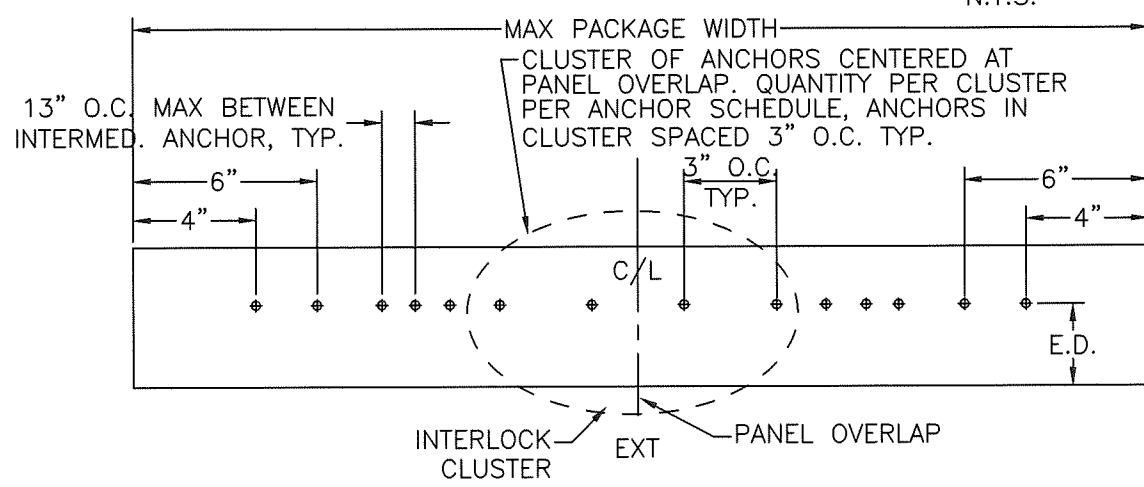 N.T.S.
MAX PACKAGE WIDTH
CLUSTER OF ANCHORS CENTERED AT
PANEL OVERLAP. QUANTITY PER CLUSTER
PER ANCHOR SCHEDULE, ANCHORS IN
CLUSTER SPACED 3" O.C. TYP.
13" O.C. MAX BETWEEN
INTERMED. ANCHOR, TYP.
3" O.C.
TYP.
6"
4"
6"
4"
C/L
E.D.
INTERLOCK
CLUSTER
EXT
PANEL OVERLAP